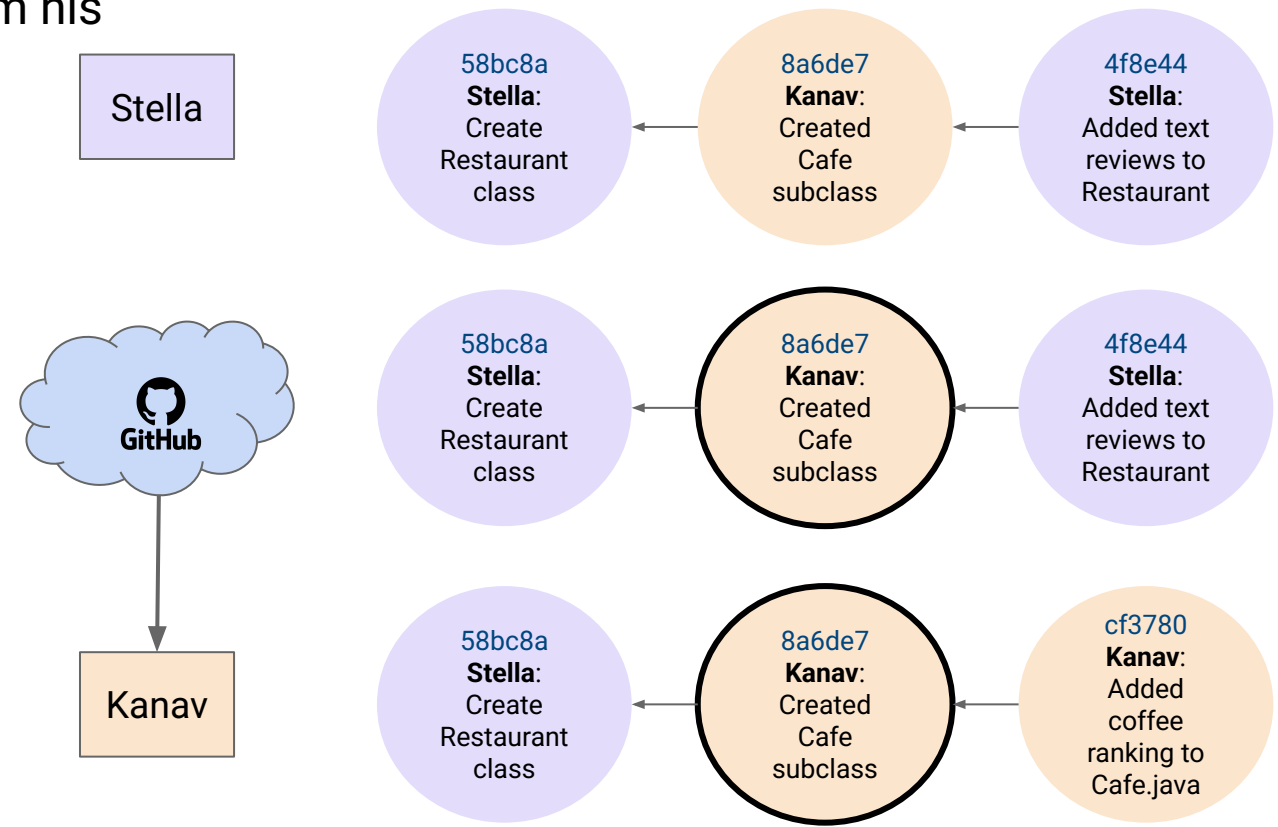 m his
Stella
58bc8a
Stella:
Create
Restaurant
class
8a6de7
Kanav:
Created
Cafe
subclass
4f8e44
Stella:
Added text
reviews to
Restaurant
GitHub
58bc8a
Stella:
Create
Restaurant
class
8a6de7
Kanav:
Created
Cafe
subclass
4f8e44
Stella:
Added text
reviews to
Restaurant
Kanav
58bc8a
Stella:
Create
Restaurant
class
8a6de7
Kanav:
Created
Cafe
subclass
cf3780
Kanav:
Added
coffee
ranking to
Cafe.java